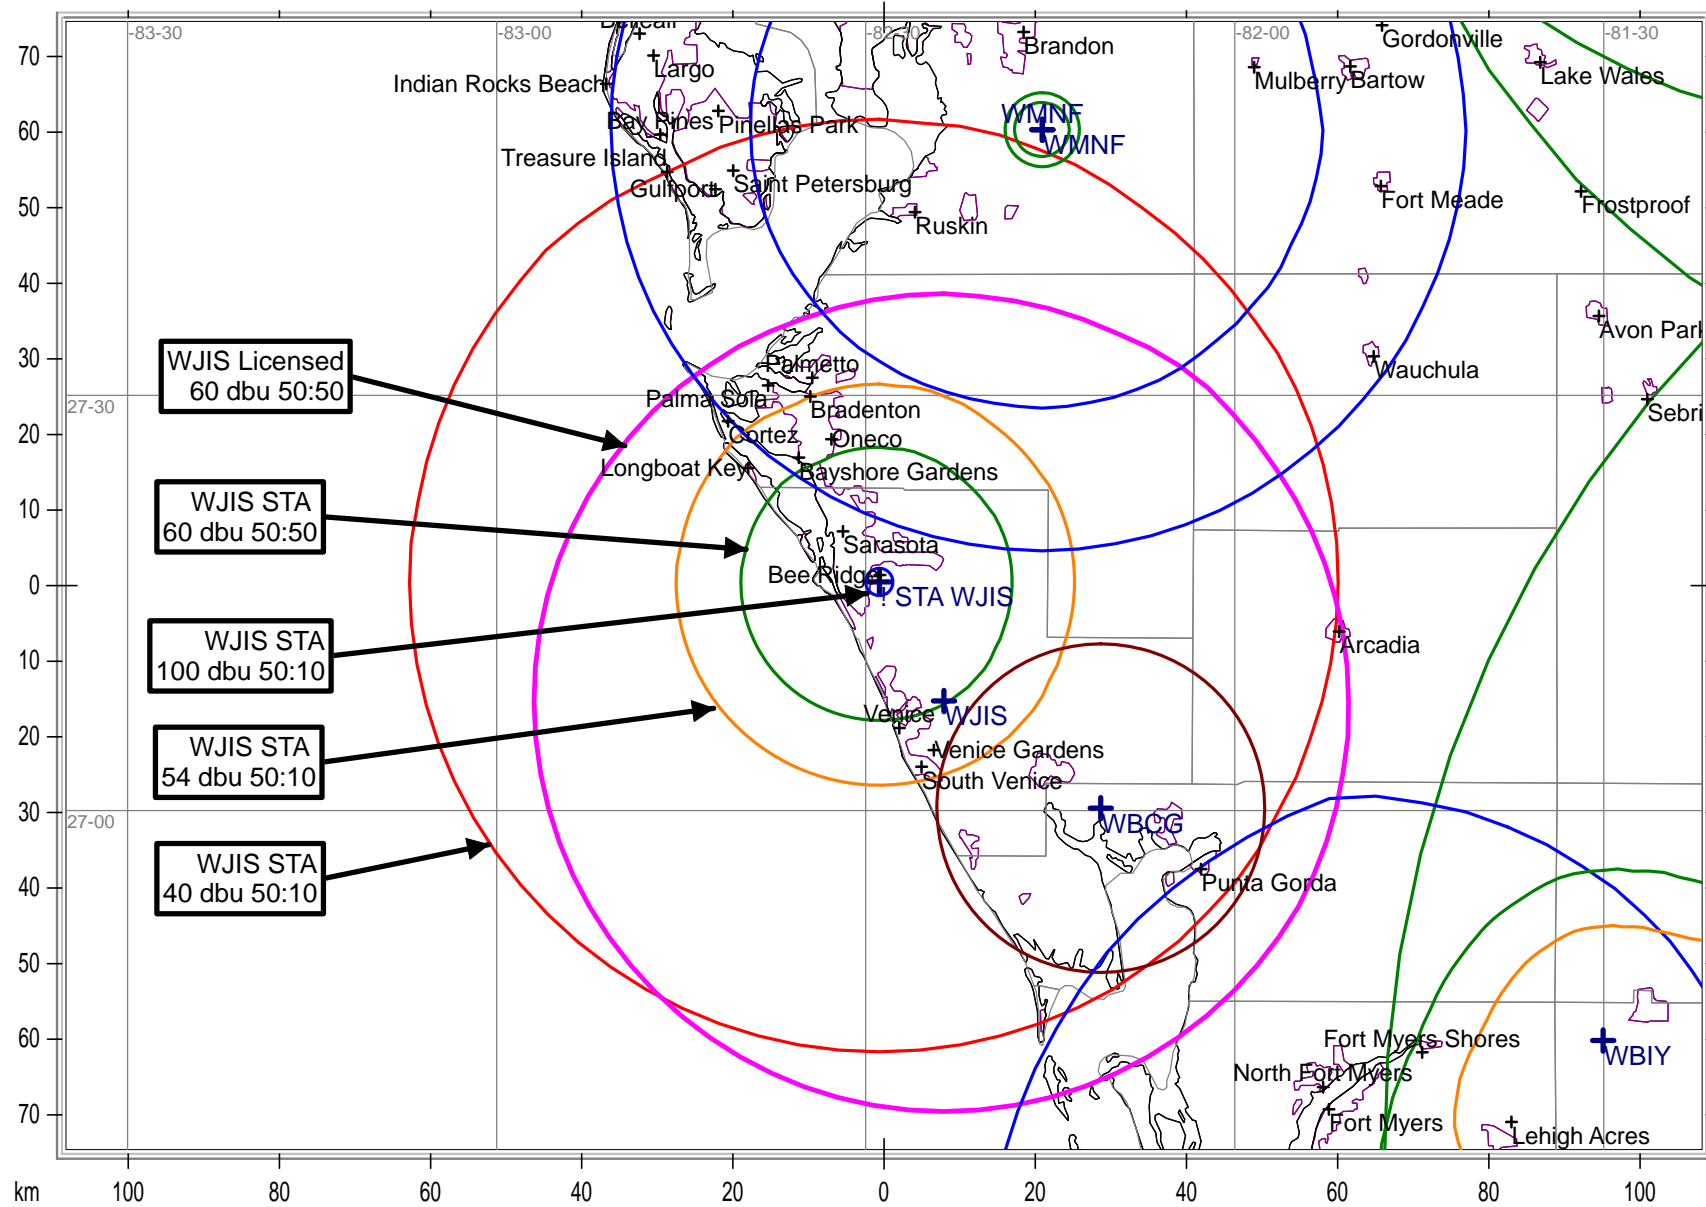 -83-30
-83-00
-82-30
-82-00
-81-30
70
Brandon
Gordonville
Largo
Indian Rocks Beach
Mulberry
Bartow
Lake Wales
60
WMNF
Bay Pines
Pinellas Park
WMNF
Treasure Island
Gulfport
Saint Petersburg
50
Fort Meade
Frostproof
Ruskin
40
Avon Park
30
WJIS Licensed
60 dbu 50:50
Palmetto
Wauchula
27-30
Palma Sola
Bradenton
Sebri
20
Cortez
Oneco
Longboat Key
Bayshore Gardens
10
WJIS STA
60 dbu 50:50
Sarasota
0
Bee Ridge
! STA WJIS
WJIS STA
100 dbu 50:10
Arcadia
10
Venice
WJIS
20
WJIS STA
54 dbu 50:10
Venice Gardens
South Venice
30
27-00
WBCG
40
WJIS STA
40 dbu 50:10
Punta Gorda
50
60
Fort Myers Shores
WBIY
North Fort Myers
70
Fort Myers
Lehigh Acres
km
100
80
60
40
20
0
20
40
60
80
100